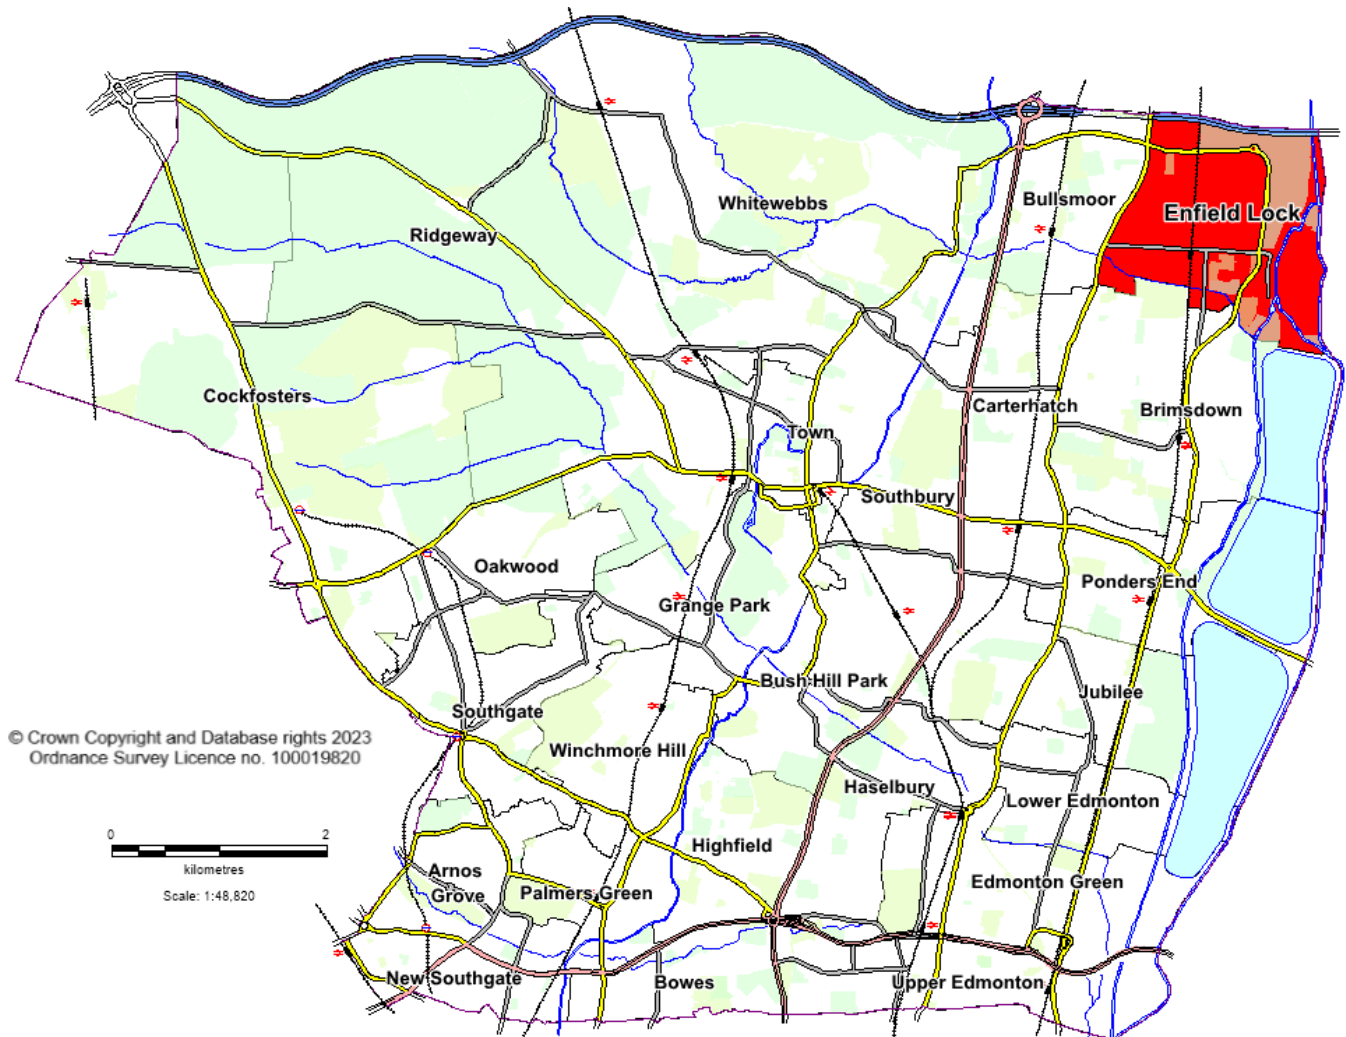 Whitewebbs
Bullsmoor
Enfield Lock
Ridgeway
Cockfosters
Carterhatch
Brimsdown
Town
Southbury
Oakwood
Ponders End
Grange Park
Bush Hill Park
Jubilee
Southgate
© Crown Copyright and Database rights 2023
Ordnance Survey Licence no. 100019820
Winchmore Hill
Haselbury
Lower Edmonton
0 2
kilometres
Scale: 1:48,820
Highfield
Arnos
Grove
Palmers Green
Edmonton Green
New Southgate
Bowes
Upper Edmonton